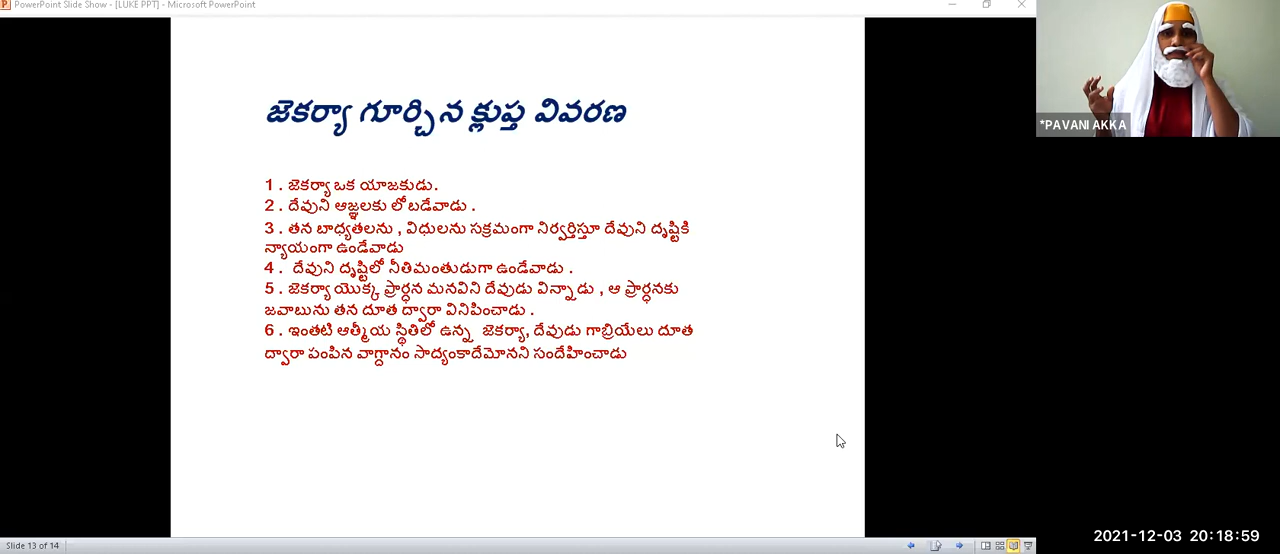 PowerPoint Slide Show - [LUKE PPT] - Microsoft PowerPoint
*PAVANI AKKA
జెకర్యా గూర్చిన క్లుప్త వివరణ
1 . జెకర్యా ఒక యాజకుడు.
2 . దేవుని ఆజ్ఞలకు లోబడేవాడు .
3 . తన బాధ్యతలను , విధులను సక్రమంగా నిర్వర్తిస్తూ దేవుని దృష్టికి
న్యాయంగా ఉండేవాడు
4 . దేవుని దృష్టిలో నీతిమంతుడుగా ఉండేవాడు .
5 . జెకర్యా యొక్క ప్రార్ధన మనవిని దేవుడు విన్నాడు , ఆ ప్రార్ధనకు
జవాబును తన దూత ద్వారా వినిపించాడు .
6 . ఇంతటి ఆత్మీయ స్థితిలో ఉన్న జెకర్యా, దేవుడు గాబ్రియేలు దూత
ద్వారా పంపిన వాగ్దానం సాద్యంకాదేమోనని సందేహించాడు
2021-12-03 20:18:59
Slide 13 of 14